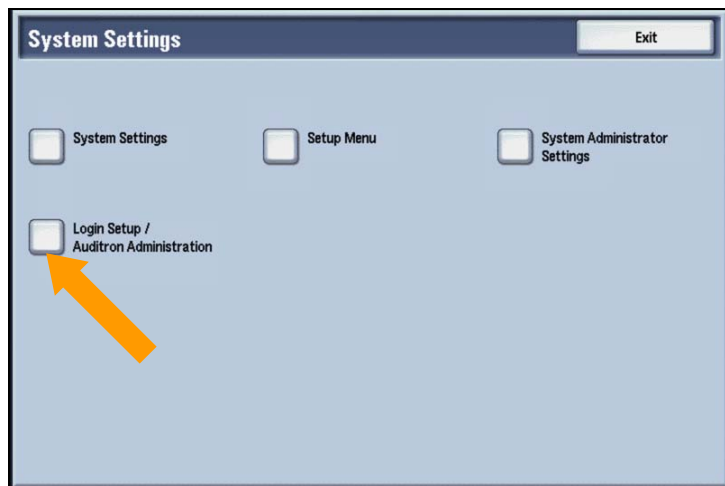 System Settings
Exit
System Settings
Setup Menu
System Administrator
Settings
Login Setup /
Auditron Administration